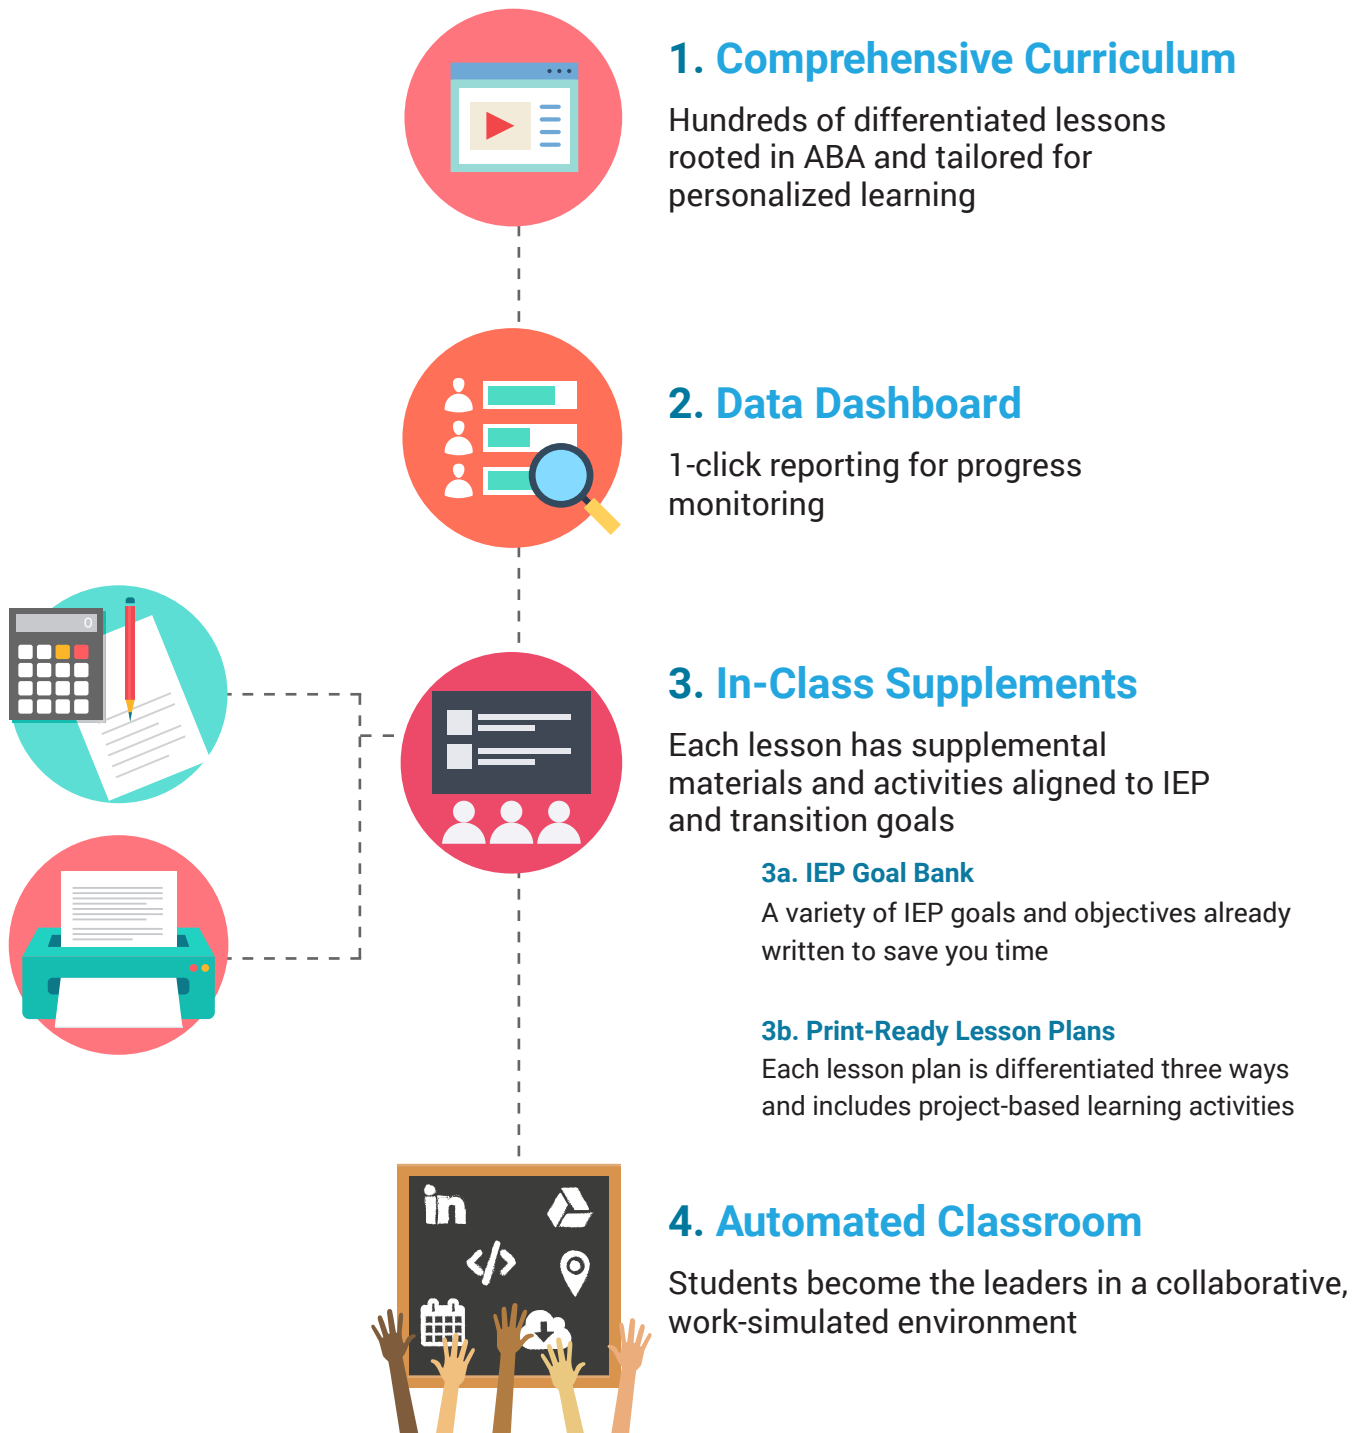 1. Comprehensive Curriculum
Hundreds of differentiated lessons
rooted in ABA and tailored for
personalized learning
2. Data Dashboard
1-click reporting for progress
monitoring
0
3. In-Class Supplements
Each lesson has supplemental
materials and activities aligned to IEP
and transition goals
3a. IEP Goal Bank
A variety of IEP goals and objectives already
written to save you time
3b. Print-Ready Lesson Plans
Each lesson plan is differentiated three ways
and includes project-based learning activities
in
</>
4. Automated Classroom
Students become the leaders in a collaborative,
work-simulated environment